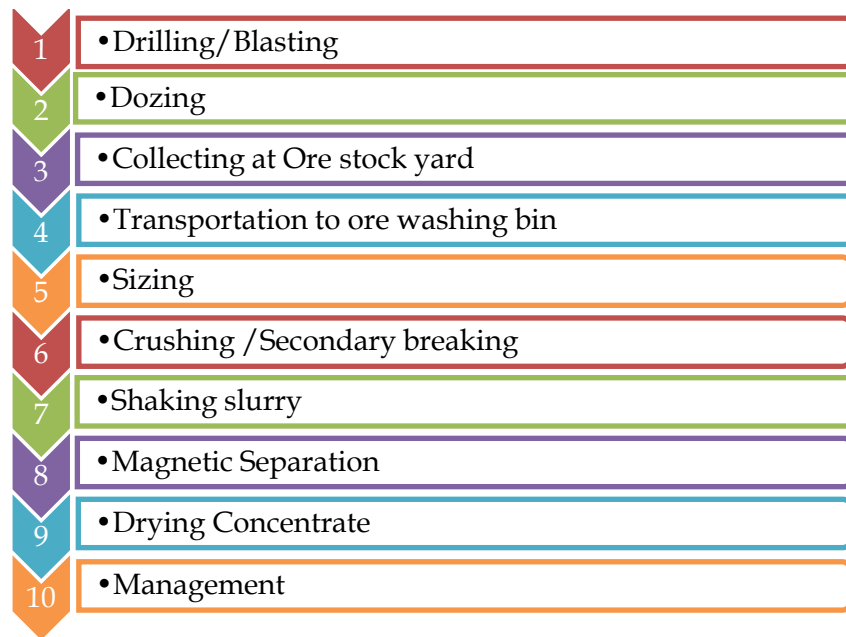 1 •Drilling/Blasting
2 •Dozing
3 •Collecting at Ore stock yard
4 •Transportation to ore washing bin
5 •Sizing
6 •Crushing /Secondary breaking
7 •Shaking slurry
8 •Magnetic Separation
9 •Drying Concentrate
10 •Management